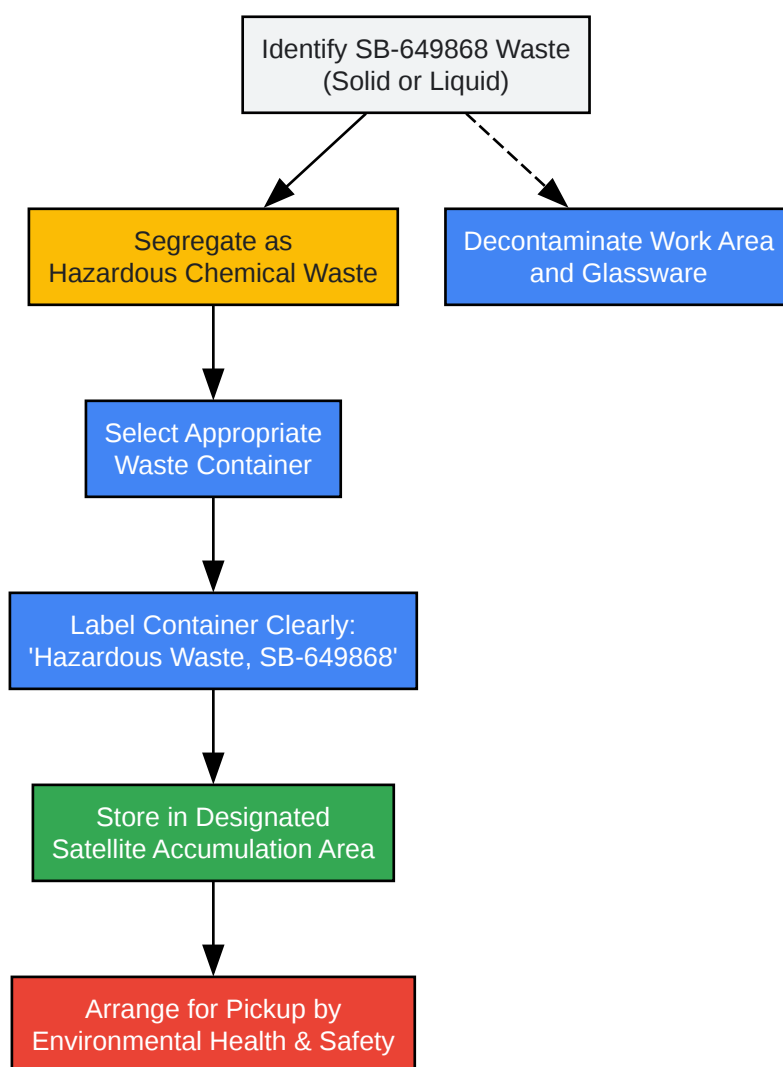 Identify SB-649868 Waste
(Solid or Liquid)
Segregate as
Hazardous Chemical Waste
Decontaminate Work Area
and Glassware
Select Appropriate
Waste Container
Label Container Clearly:
'Hazardous Waste, SB-649868'
Store in Designated
Satellite Accumulation Area
Arrange for Pickup by
Environmental Health & Safety